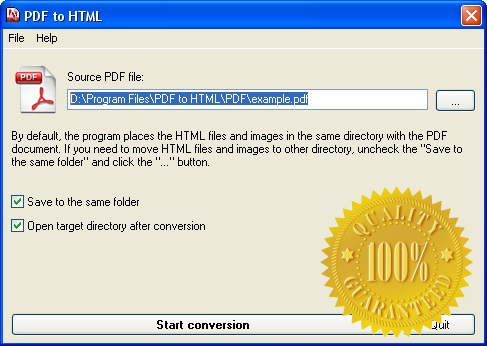 PDF to HTML
File Help
PDF
Source PDF file:
D:\Program Files\PDF to HTML\PDF\example.pdf
...
By default, the program places the HTML files and images in the same directory with the PDF
document. If you need to move HTML files and images to other directory, uncheck the "Save to
the same folder" and click the "..." button.
Save to the same folder
Open target directory after conversion
QUALITY
100%
GUARANTEED
Start conversion
Quit